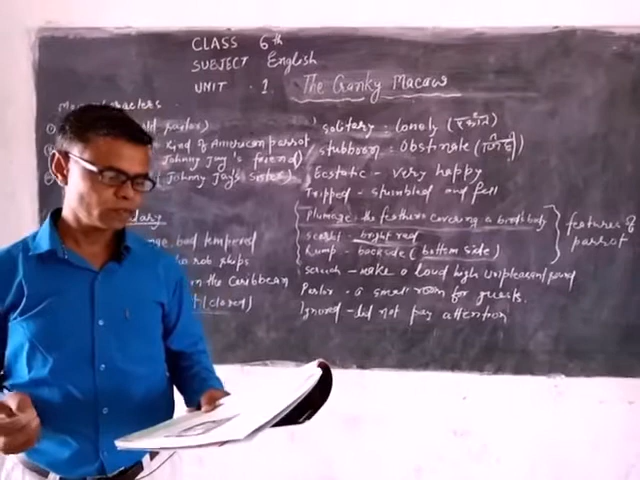 CLASS 6th
SUBJECT English
UNIT . 1. The Cranky Macaw
Main characters
kind of American parrot
Johnny Jay's friend)
Johnny Jay's Sister)
bad tempered
rob ships
in the Caribbean
(closed)
solitary : lonely (एकांत)
stubborn : Obstinate
Ecstatic - very happy
Tripped - stumbled and fell
Plumage - the feathers covering a birds body
scarlet - bright red
Rump - backside (bottom side)
features of parrot
screech - make a loud high unpleasant sound
Parlor - a small room for guests.
Ignored - did not pay attention